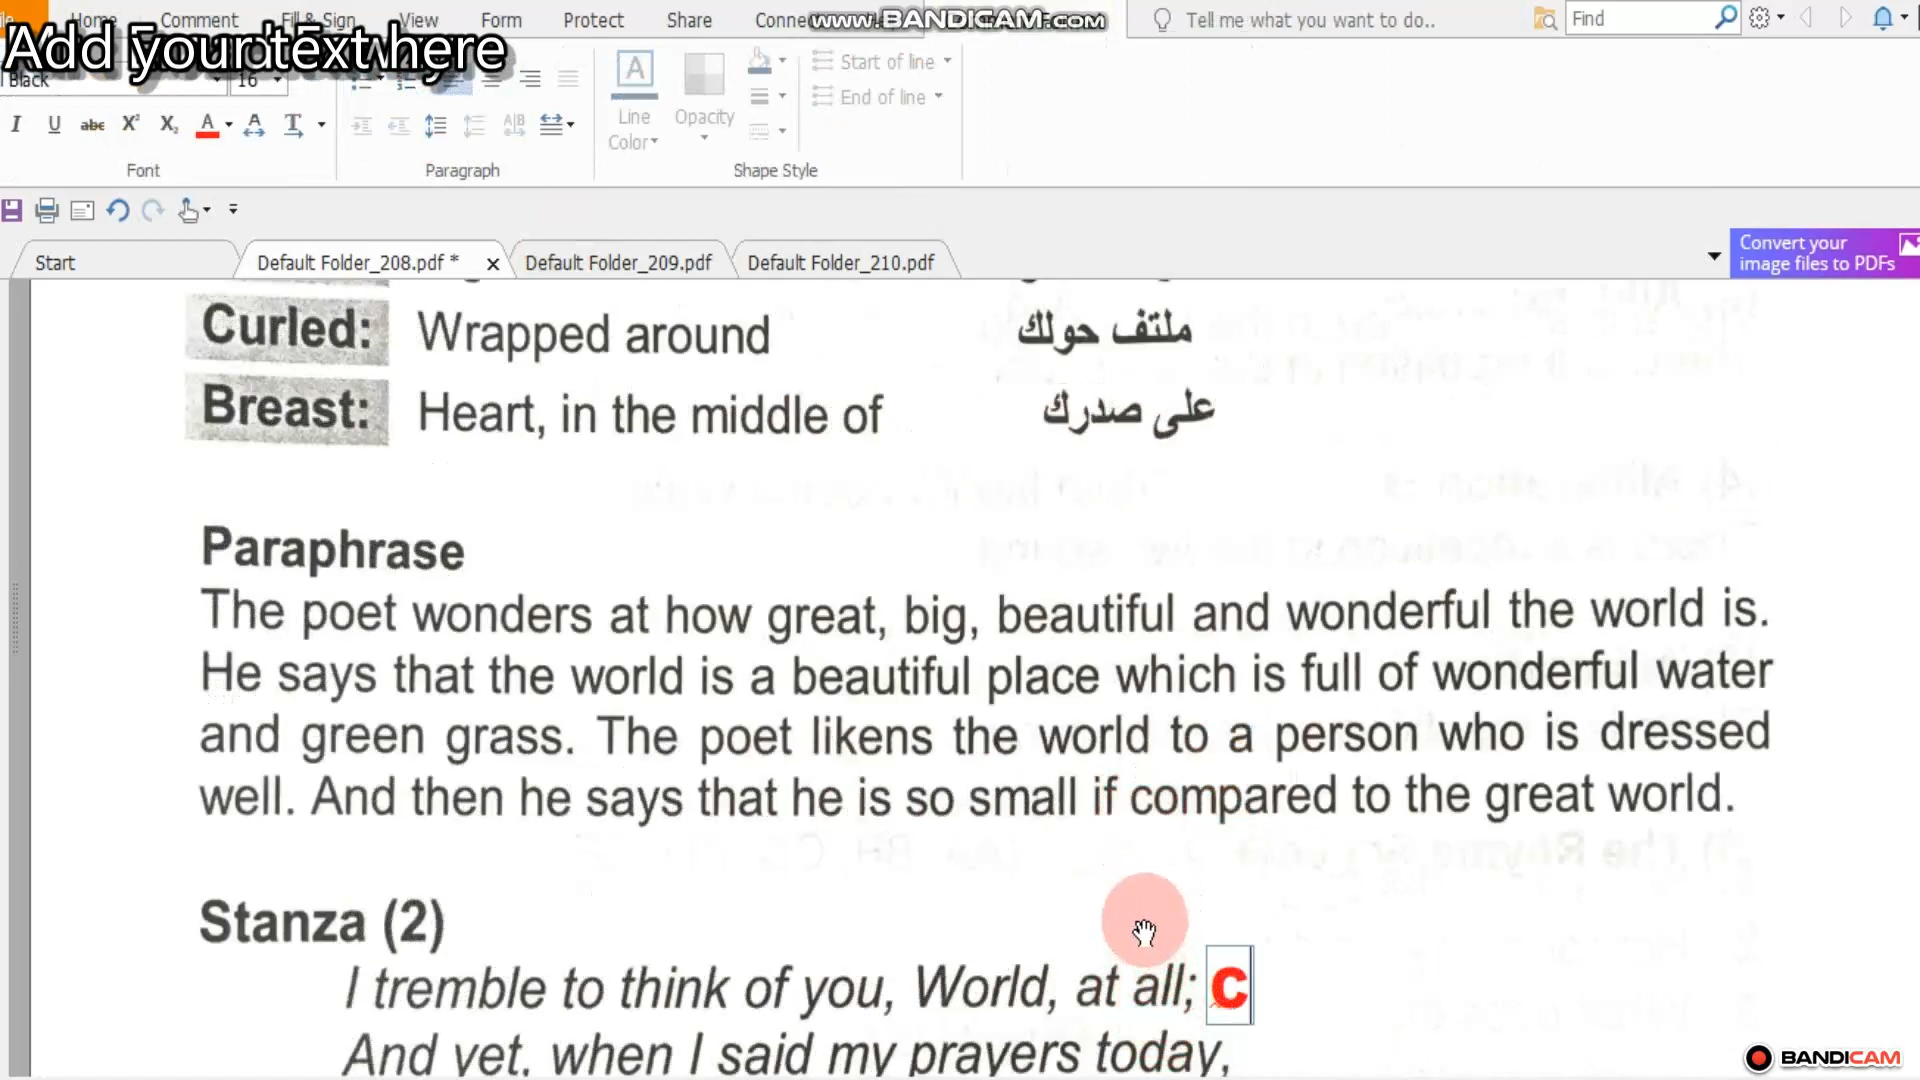 Home Comment Fill & Sign View Form Protect Share Connect www.BANDICAM.com Tell me what you want to do.. Find
Add your text here
Black 16 Start of line
End of line
Line Color Opacity
I U abc X² X₂ A A T
Font Paragraph Shape Style
Start Default Folder_208.pdf * Default Folder_209.pdf Default Folder_210.pdf
Convert your
image files to PDFs
Curled: Wrapped around ملتف حولك
Breast: Heart, in the middle of على صدرك
Paraphrase
The poet wonders at how great, big, beautiful and wonderful the world is.
He says that the world is a beautiful place which is full of wonderful water
and green grass. The poet likens the world to a person who is dressed
well. And then he says that he is so small if compared to the great world.
Stanza (2)
I tremble to think of you, World, at all; C
And yet, when I said my prayers today,
BANDICAM